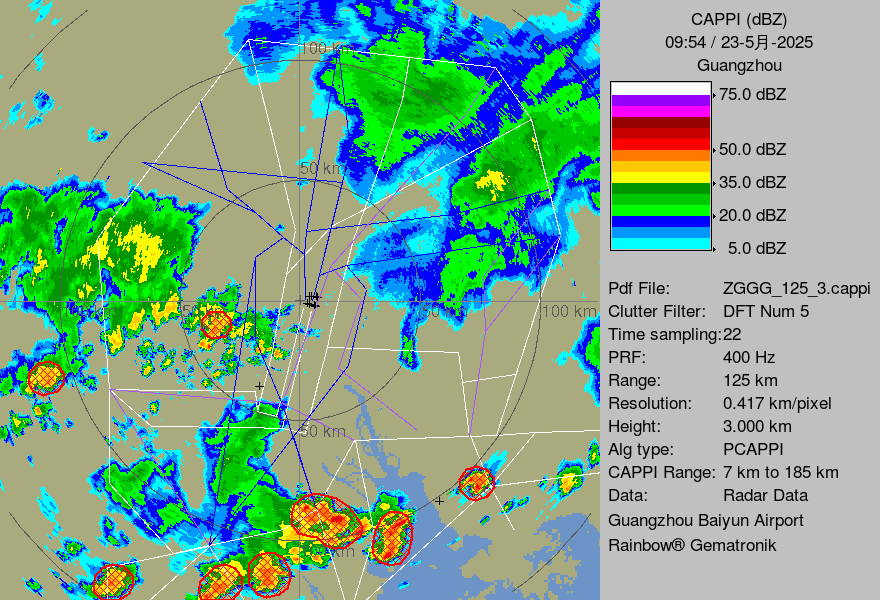 CAPPI (dBZ)
09:54 / 23-5月-2025
Guangzhou
75.0 dBZ
50.0 dBZ
35.0 dBZ
20.0 dBZ
5.0 dBZ
Pdf File: ZGGG_125_3.cappi
Clutter Filter: DFT Num 5
Time sampling:22
PRF: 400 Hz
Range: 125 km
Resolution: 0.417 km/pixel
Height: 3.000 km
Alg type: PCAPPI
CAPPI Range: 7 km to 185 km
Data: Radar Data
Guangzhou Baiyun Airport
Rainbow® Gematronik
100 km
50 km
50 km
100 km
50 km